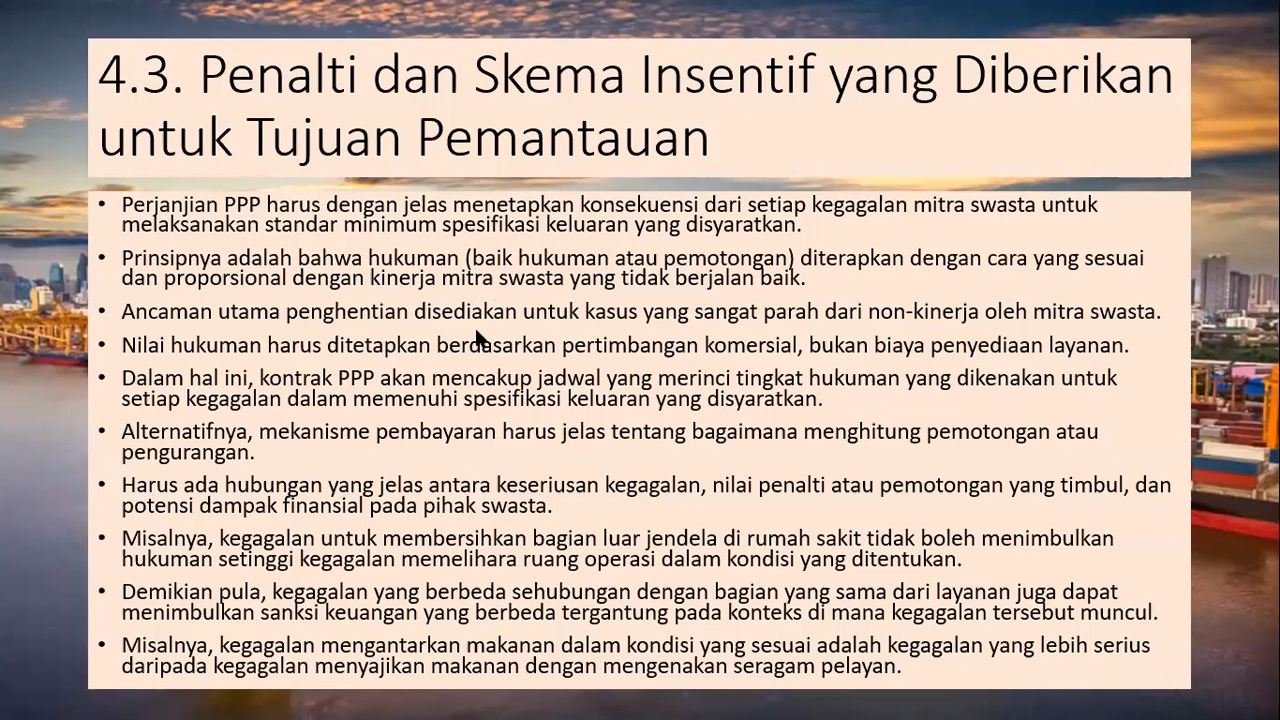 4.3. Penalti dan Skema Insentif yang Diberikan
untuk Tujuan Pemantauan
• Perjanjian PPP harus dengan jelas menetapkan konsekuensi dari setiap kegagalan mitra swasta untuk
melaksanakan standar minimum spesifikasi keluaran yang disyaratkan.
• Prinsipnya adalah bahwa hukuman (baik hukuman atau pemotongan) diterapkan dengan cara yang sesuai
dan proporsional dengan kinerja mitra swasta yang tidak berjalan baik.
• Ancaman utama penghentian disediakan untuk kasus yang sangat parah dari non-kinerja oleh mitra swasta.
• Nilai hukuman harus ditetapkan berdasarkan pertimbangan komersial, bukan biaya penyediaan layanan.
• Dalam hal ini, kontrak PPP akan mencakup jadwal yang merinci tingkat hukuman yang dikenakan untuk
setiap kegagalan dalam memenuhi spesifikasi keluaran yang disyaratkan.
• Alternatifnya, mekanisme pembayaran harus jelas tentang bagaimana menghitung pemotongan atau
pengurangan.
• Harus ada hubungan yang jelas antara keseriusan kegagalan, nilai penalti atau pemotongan yang timbul, dan
potensi dampak finansial pada pihak swasta.
• Misalnya, kegagalan untuk membersihkan bagian luar jendela di rumah sakit tidak boleh menimbulkan
hukuman setinggi kegagalan memelihara ruang operasi dalam kondisi yang ditentukan.
• Demikian pula, kegagalan yang berbeda sehubungan dengan bagian yang sama dari layanan juga dapat
menimbulkan sanksi keuangan yang berbeda tergantung pada konteks di mana kegagalan tersebut muncul.
• Misalnya, kegagalan mengantarkan makanan dalam kondisi yang sesuai adalah kegagalan yang lebih serius
daripada kegagalan menyajikan makanan dengan mengenakan seragam pelayan.